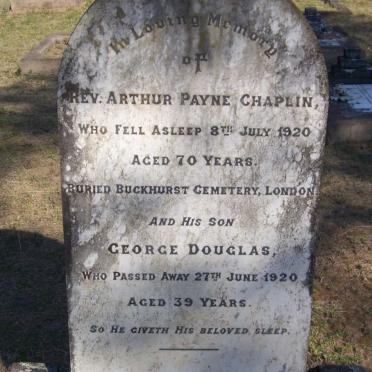 In Loving Memory
of
Rev. Arthur Payne Chaplin,
Who Fell Asleep 8th July 1920
Aged 70 Years.
Buried Buckhurst Cemetery, London
And His Son
George Douglas,
Who Passed Away 27th June 1920
Aged 39 Years.
So He giveth His beloved sleep.